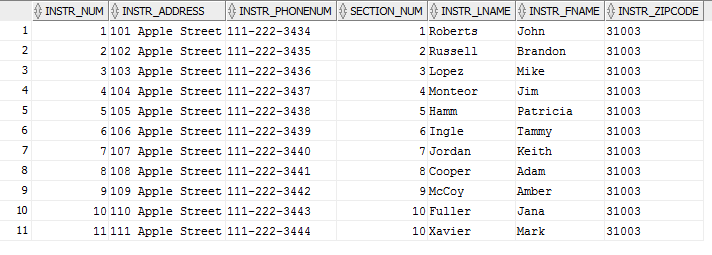 INSTR_NUM INSTR_ADDRESS INSTR_PHONENUM SECTION_NUM INSTR_LNAME INSTR_FNAME INSTR_ZIPCODE
1 1 101 Apple Street 111-222-3434 1 Roberts John 31003
2 2 102 Apple Street 111-222-3435 2 Russell Brandon 31003
3 3 103 Apple Street 111-222-3436 3 Lopez Mike 31003
4 4 104 Apple Street 111-222-3437 4 Monteor Jim 31003
5 5 105 Apple Street 111-222-3438 5 Hamm Patricia 31003
6 6 106 Apple Street 111-222-3439 6 Ingle Tammy 31003
7 7 107 Apple Street 111-222-3440 7 Jordan Keith 31003
8 8 108 Apple Street 111-222-3441 8 Cooper Adam 31003
9 9 109 Apple Street 111-222-3442 9 McCoy Amber 31003
10 10 110 Apple Street 111-222-3443 10 Fuller Jana 31003
11 11 111 Apple Street 111-222-3444 10 Xavier Mark 31003